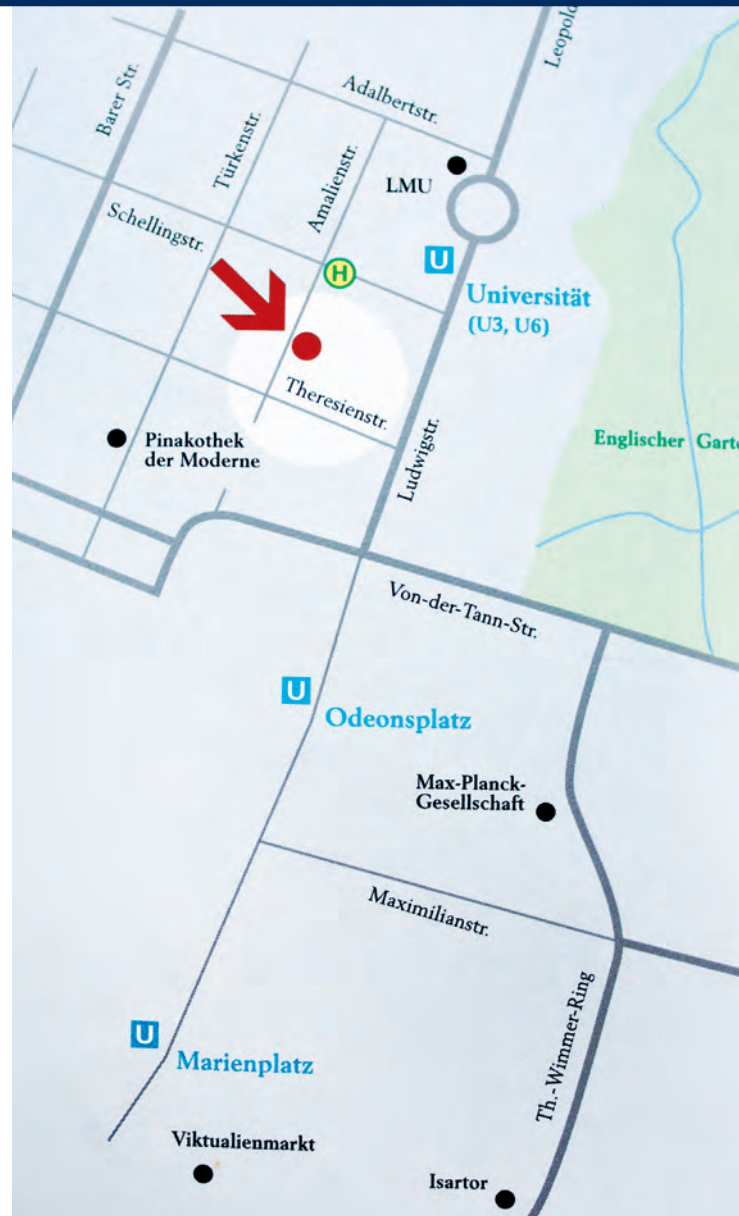 Leopold
Adalbertstr.
Barer Str.
Türkenstr.
Amalienstr.
LMU
Schellingstr.
H
U
Universität
(U3, U6)
Theresienstr.
Pinakothek
der Moderne
Ludwigstr.
Englischer Garte
Von-der-Tann-Str.
U
Odeonsplatz
Max-Planck-
Gesellschaft
Maximilianstr.
Th.-Wimmer-Ring
U
Marienplatz
Viktualienmarkt
Isartor